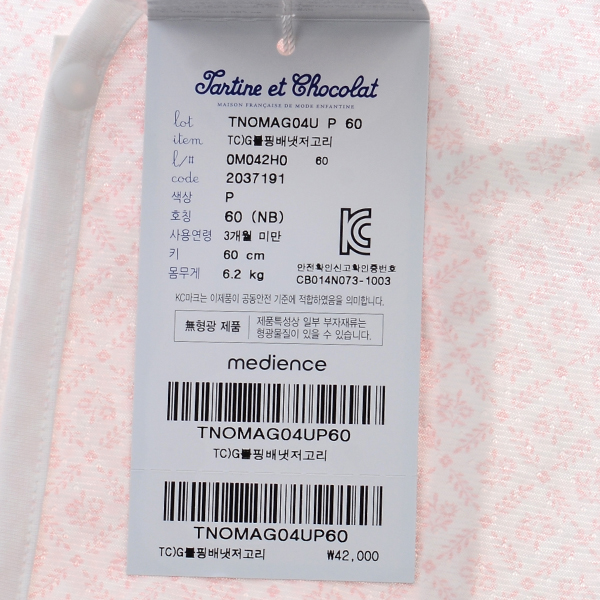 Tartine et Chocolat
MAISON FRANÇAISE DE MODE ENFANTINE
lot TNOMAG04U P 60
item TC)G블핑배냇저고리
l/# 0M042H0 60
code 2037191
색상 P
호칭 60 (NB)
사용연령 3개월 미만
키 60 cm
몸무게 6.2 kg
KC
안전확인신고확인증번호
CB014N073-1003
KC마크는 이제품이 공동안전 기준에 적합하였음을 의미합니다.
無형광 제품
제품특성상 일부 부자재류는
형광물질이 있을 수 있습니다.
medience
TNOMAG04UP60
TC)G블핑배냇저고리
TNOMAG04UP60
TC)G블핑배냇저고리 ₩42,000